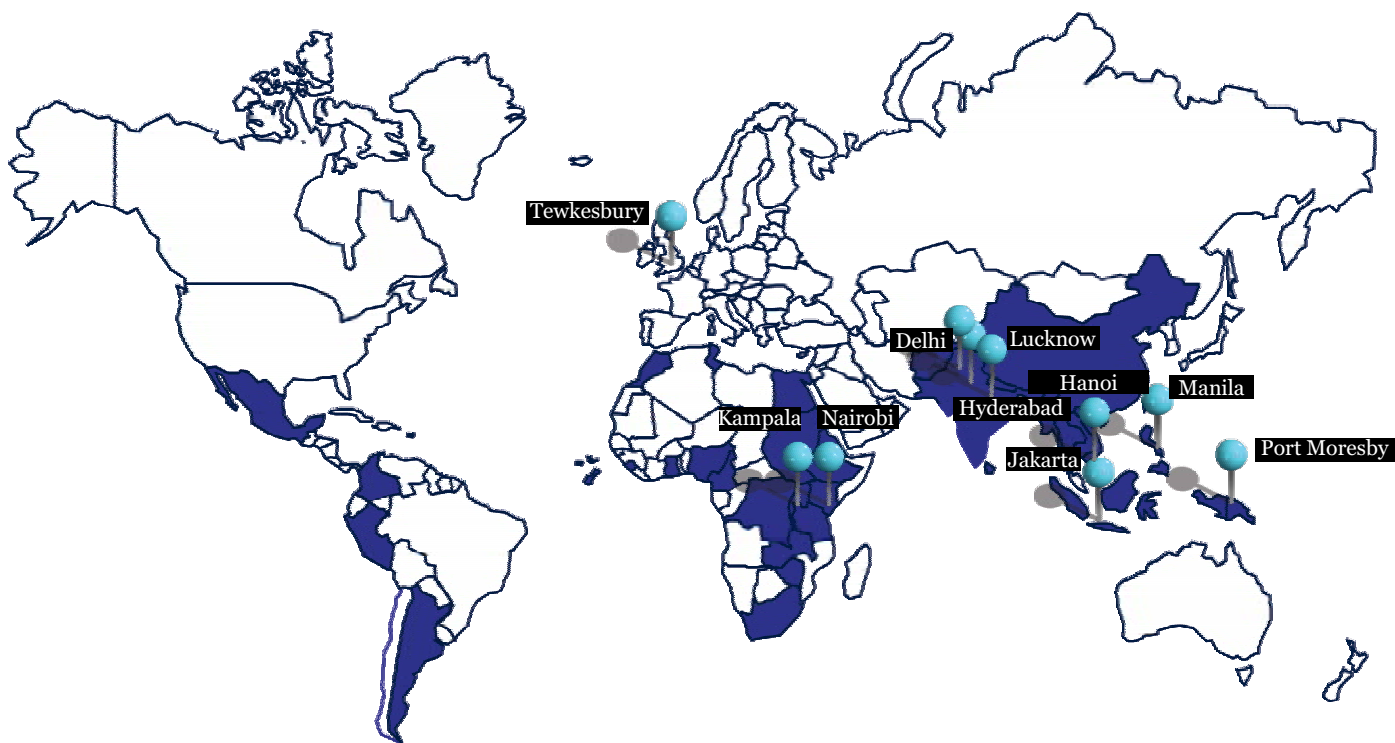 Tewkesbury
Delhi
Lucknow
Hanoi
Manila
Hyderabad
Kampala
Nairobi
Jakarta
Port Moresby